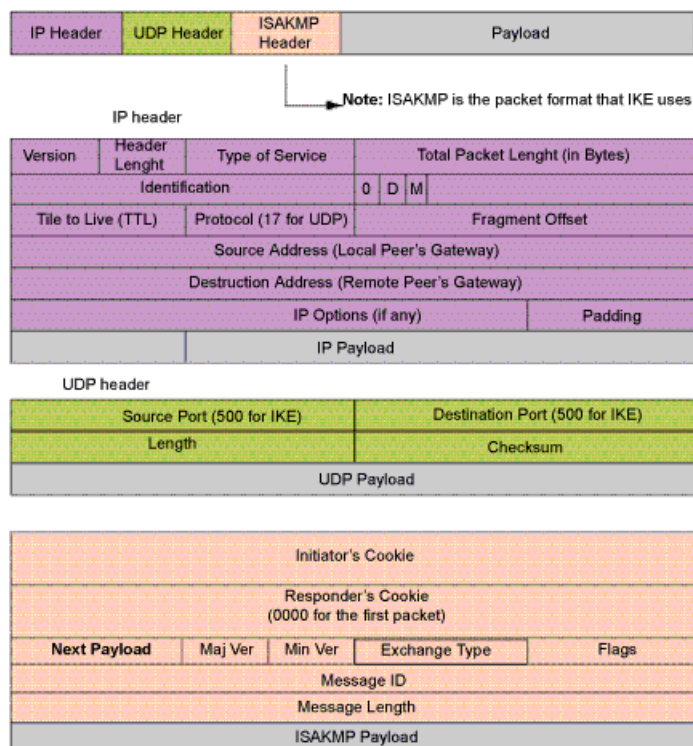 IP Header UDP Header ISAKMP Header Payload
Note: ISAKMP is the packet format that IKE uses
IP header
Version Header Lenght Type of Service Total Packet Lenght (in Bytes)
Identification 0 D M
Tile to Live (TTL) Protocol (17 for UDP) Fragment Offset
Source Address (Local Peer's Gateway)
Destruction Address (Remote Peer's Gateway)
IP Options (if any) Padding
IP Payload
UDP header
Source Port (500 for IKE) Destination Port (500 for IKE)
Length Checksum
UDP Payload
Initiator's Cookie
Responder's Cookie
(0000 for the first packet)
Next Payload Maj Ver Min Ver Exchange Type Flags
Message ID
Message Length
ISAKMP Payload